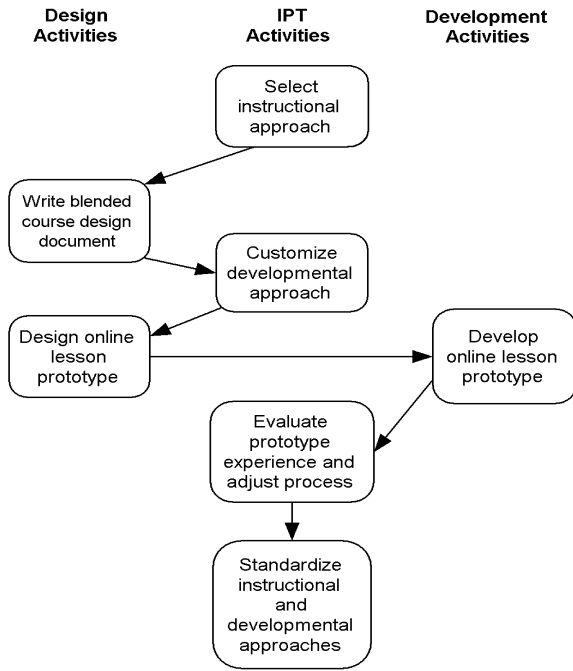 Design
Activities
IPT
Activities
Development
Activities
Select
instructional
approach
Write blended
course design
document
Customize
developmental
approach
Design online
lesson
prototype
Develop
online lesson
prototype
Evaluate
prototype
experience and
adjust process
Standardize
instructional
and
developmental
approaches